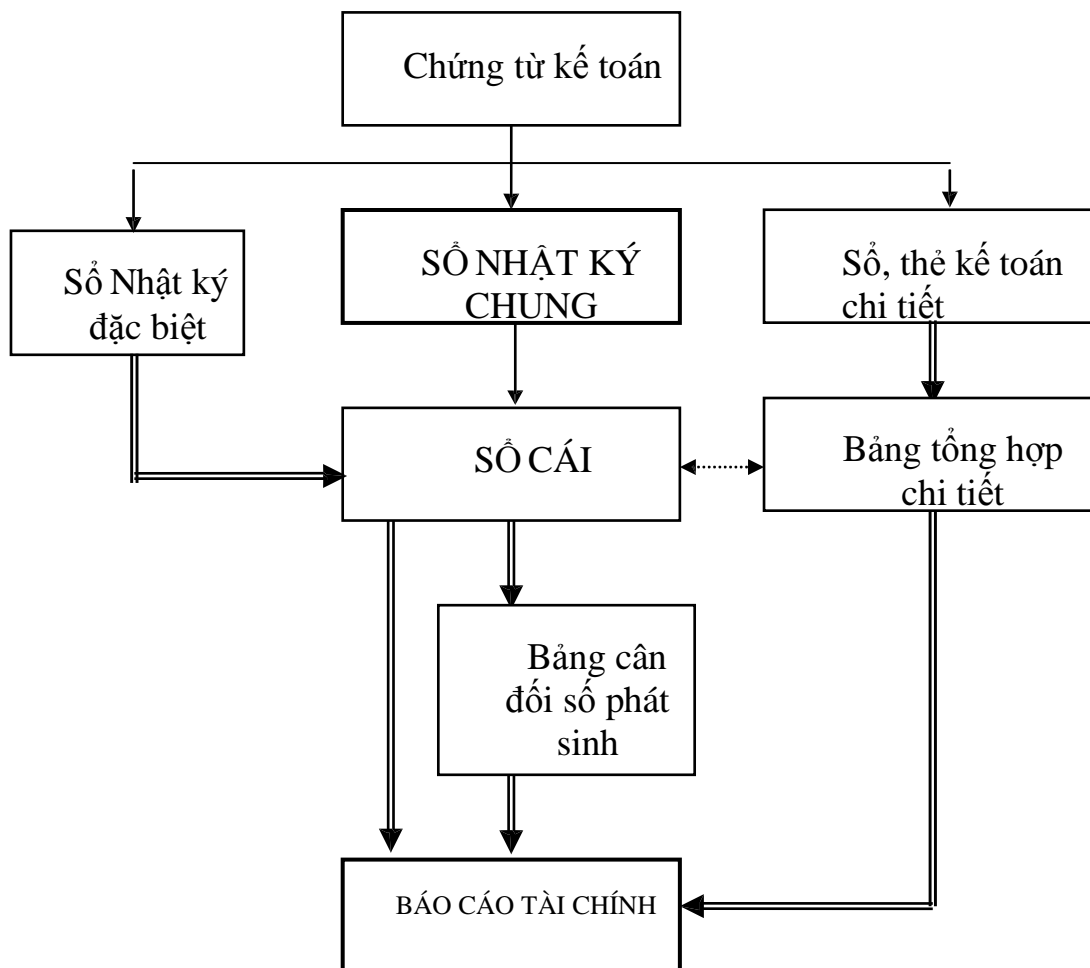 Chứng từ kế toán
Sổ Nhật ký
đặc biệt
SỔ NHẬT KÝ
CHUNG
Sổ, thẻ kế toán
chi tiết
SỔ CÁI
Bảng tổng hợp
chi tiết
Bảng cân
đối số phát
sinh
BÁO CÁO TÀI CHÍNH